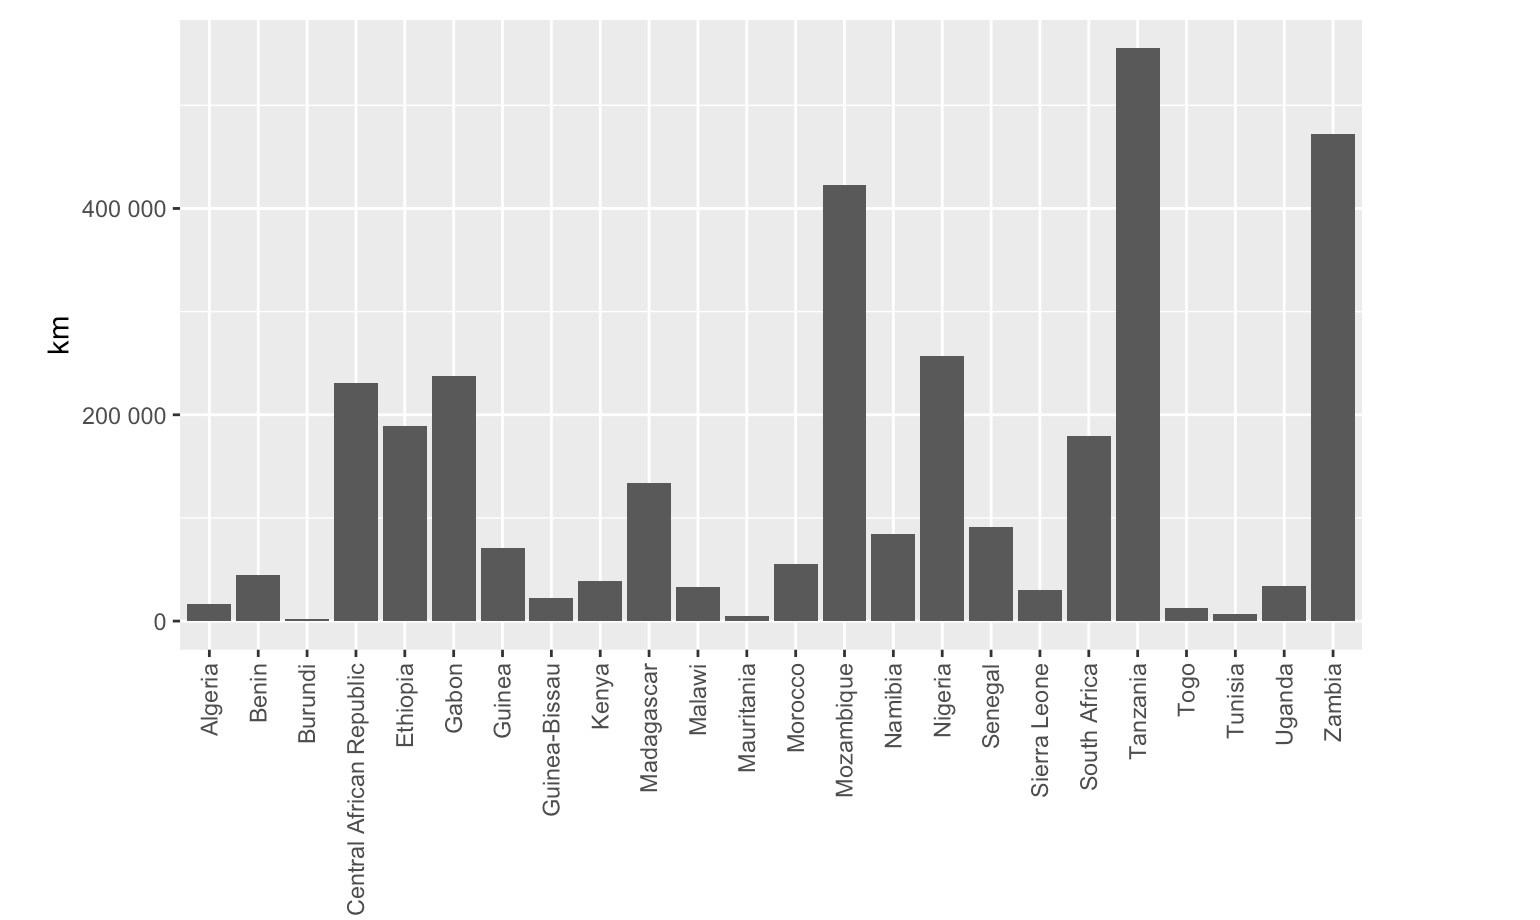 km
400 000
200 000
0
Algeria
Benin
Burundi
Central African Republic
Ethiopia
Gabon
Guinea
Guinea-Bissau
Kenya
Madagascar
Malawi
Mauritania
Morocco
Mozambique
Namibia
Nigeria
Senegal
Sierra Leone
South Africa
Tanzania
Togo
Tunisia
Uganda
Zambia